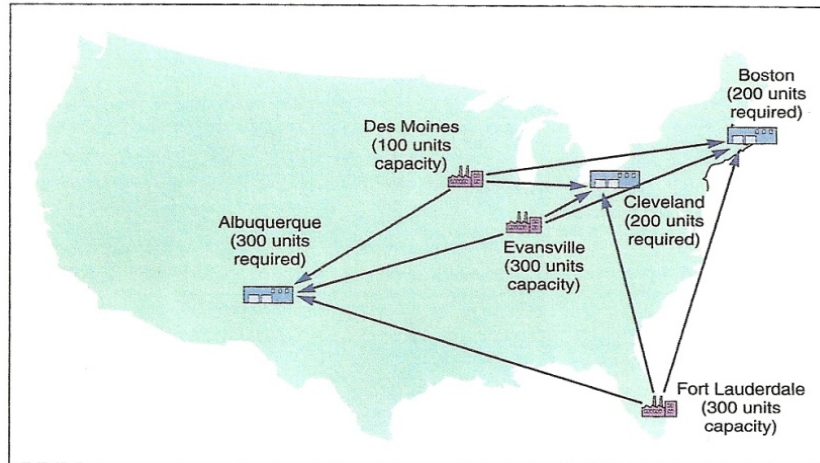 Boston
(200 units
required)
Des Moines
(100 units
capacity)
Cleveland
(200 units
required)
Albuquerque
(300 units
required)
Evansville
(300 units
capacity)
Fort Lauderdale
(300 units
capacity)